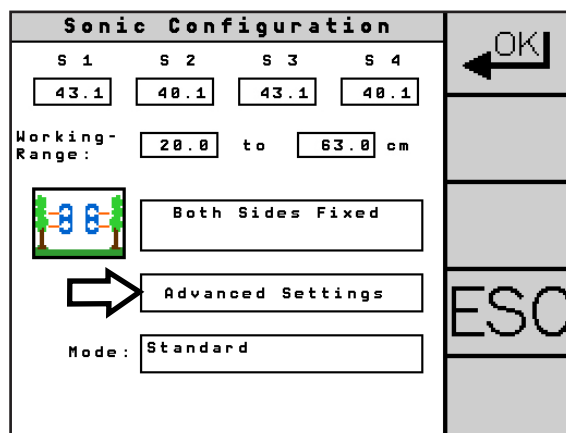 Sonic Configuration
OK
S 1 S 2 S 3 S 4
43.1 40.1 43.1 40.1
Working-
Range: 20.0 to 63.0 cm
Both Sides Fixed
Advanced Settings
ESC
Mode: Standard